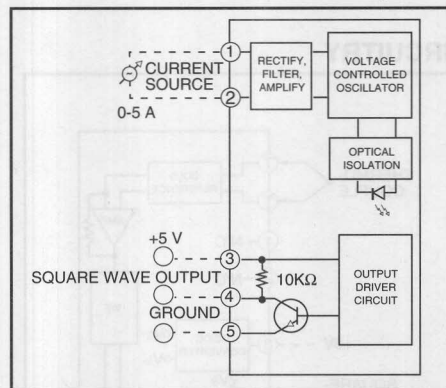 1
CURRENT
SOURCE
2
0-5 A
RECTIFY,
FILTER,
AMPLIFY
VOLTAGE
CONTROLLED
OSCILLATOR
OPTICAL
ISOLATION
+5 V
3
SQUARE WAVE OUTPUT
4
10KΩ
GROUND
5
OUTPUT
DRIVER
CIRCUIT